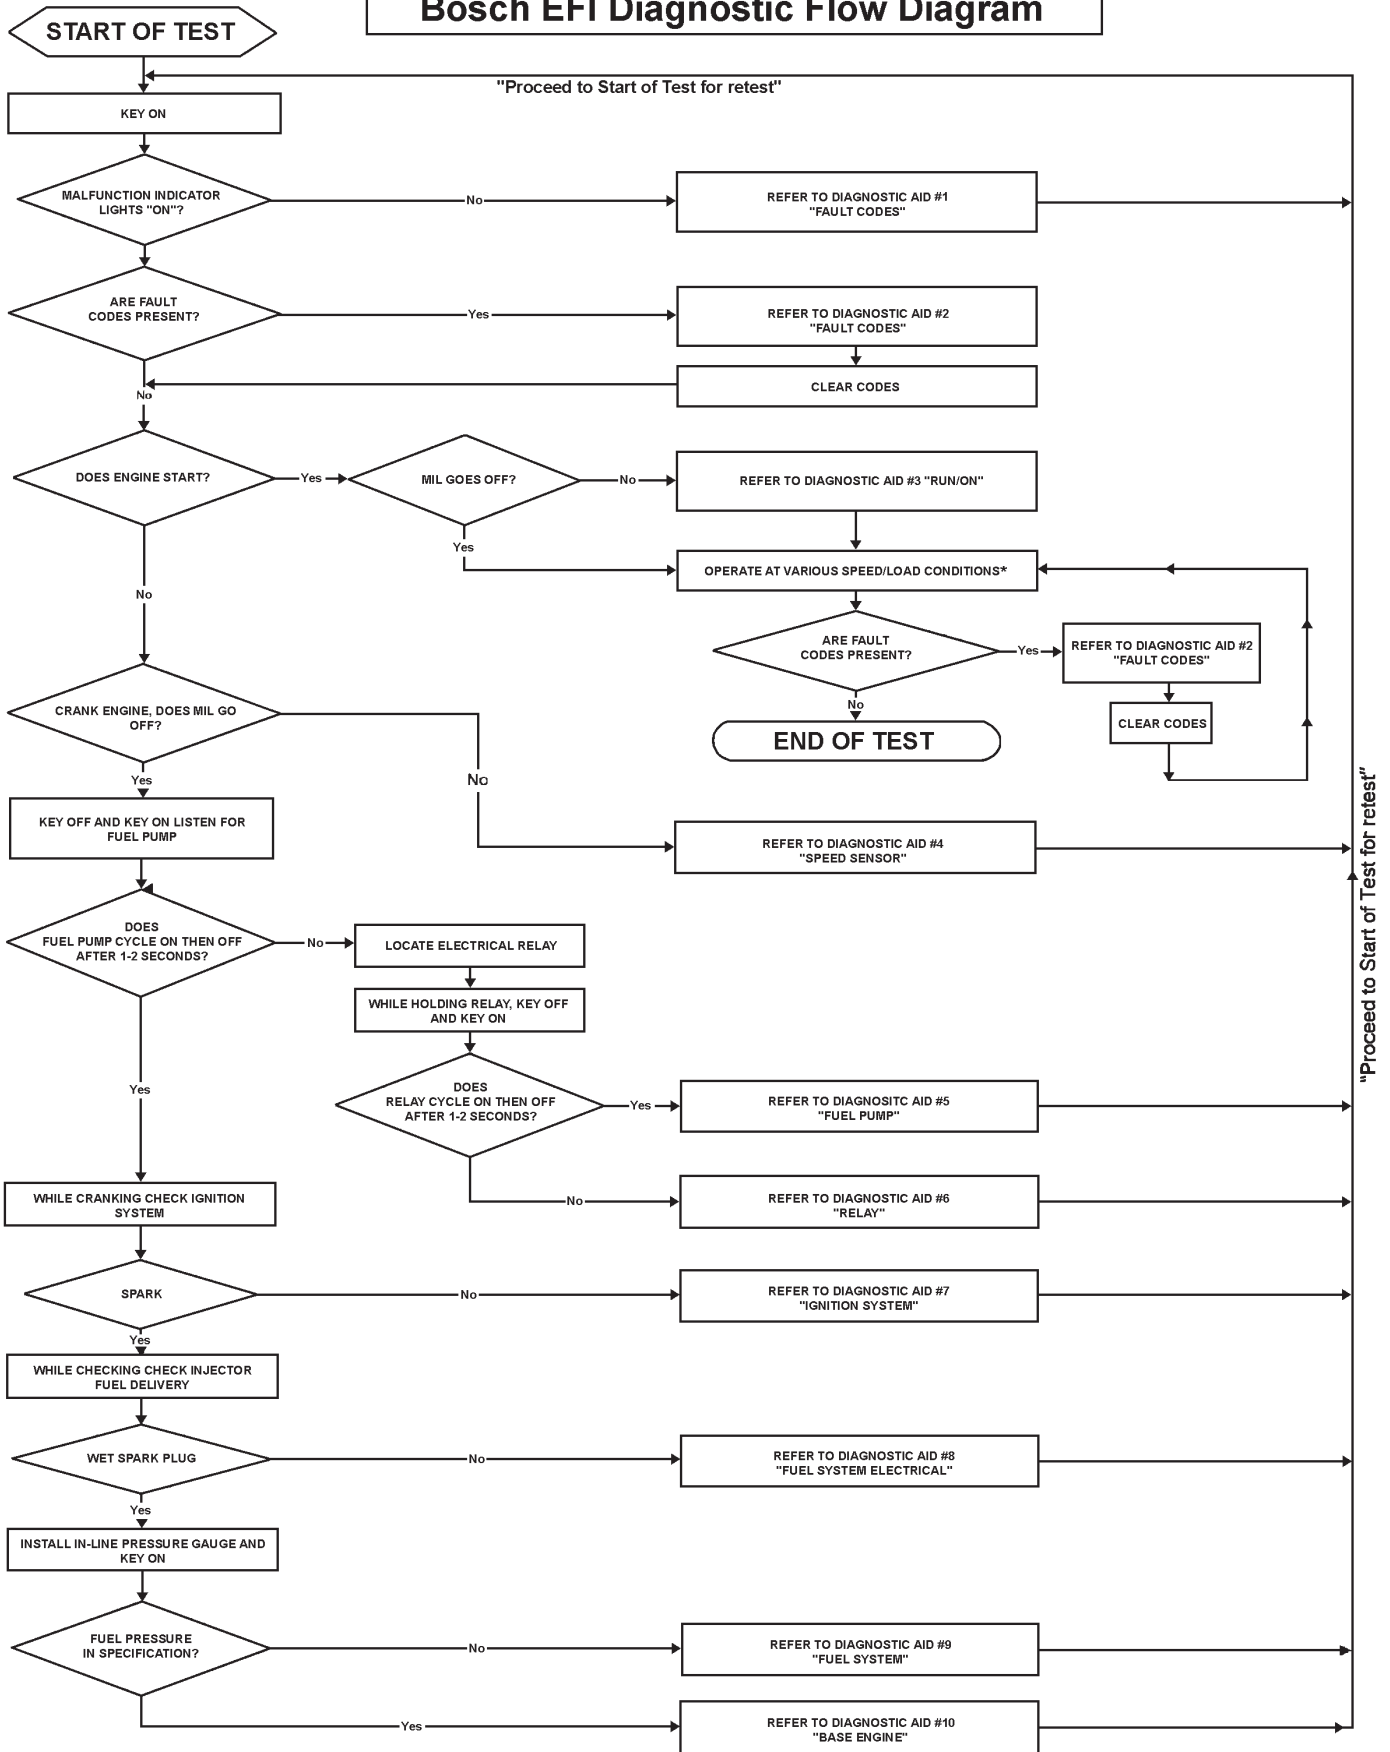 Bosch EFI Diagnostic Flow Diagram
START OF TEST
"Proceed to Start of Test for retest"
KEY ON
MALFUNCTION INDICATOR
LIGHTS "ON"?
No
REFER TO DIAGNOSTIC AID #1
"FAULT CODES"
ARE FAULT
CODES PRESENT?
Yes
REFER TO DIAGNOSTIC AID #2
"FAULT CODES"
CLEAR CODES
No
DOES ENGINE START?
Yes
MIL GOES OFF?
No
REFER TO DIAGNOSTIC AID #3 "RUN/ON"
Yes
OPERATE AT VARIOUS SPEED/LOAD CONDITIONS*
No
ARE FAULT
CODES PRESENT?
Yes
REFER TO DIAGNOSTIC AID #2
"FAULT CODES"
No
CLEAR CODES
END OF TEST
CRANK ENGINE, DOES MIL GO
OFF?
No
Yes
KEY OFF AND KEY ON LISTEN FOR
FUEL PUMP
REFER TO DIAGNOSTIC AID #4
"SPEED SENSOR"
"Proceed to Start of Test for retest"
DOES
FUEL PUMP CYCLE ON THEN OFF
AFTER 1-2 SECONDS?
No
LOCATE ELECTRICAL RELAY
WHILE HOLDING RELAY, KEY OFF
AND KEY ON
Yes
DOES
RELAY CYCLE ON THEN OFF
AFTER 1-2 SECONDS?
Yes
REFER TO DIAGNOSITC AID #5
"FUEL PUMP"
No
REFER TO DIAGNOSTIC AID #6
"RELAY"
WHILE CRANKING CHECK IGNITION
SYSTEM
SPARK
No
REFER TO DIAGNOSTIC AID #7
"IGNITION SYSTEM"
Yes
WHILE CHECKING CHECK INJECTOR
FUEL DELIVERY
WET SPARK PLUG
No
REFER TO DIAGNOSTIC AID #8
"FUEL SYSTEM ELECTRICAL"
Yes
INSTALL IN-LINE PRESSURE GAUGE AND
KEY ON
FUEL PRESSURE
IN SPECIFICATION?
No
REFER TO DIAGNOSTIC AID #9
"FUEL SYSTEM"
Yes
REFER TO DIAGNOSTIC AID #10
"BASE ENGINE"